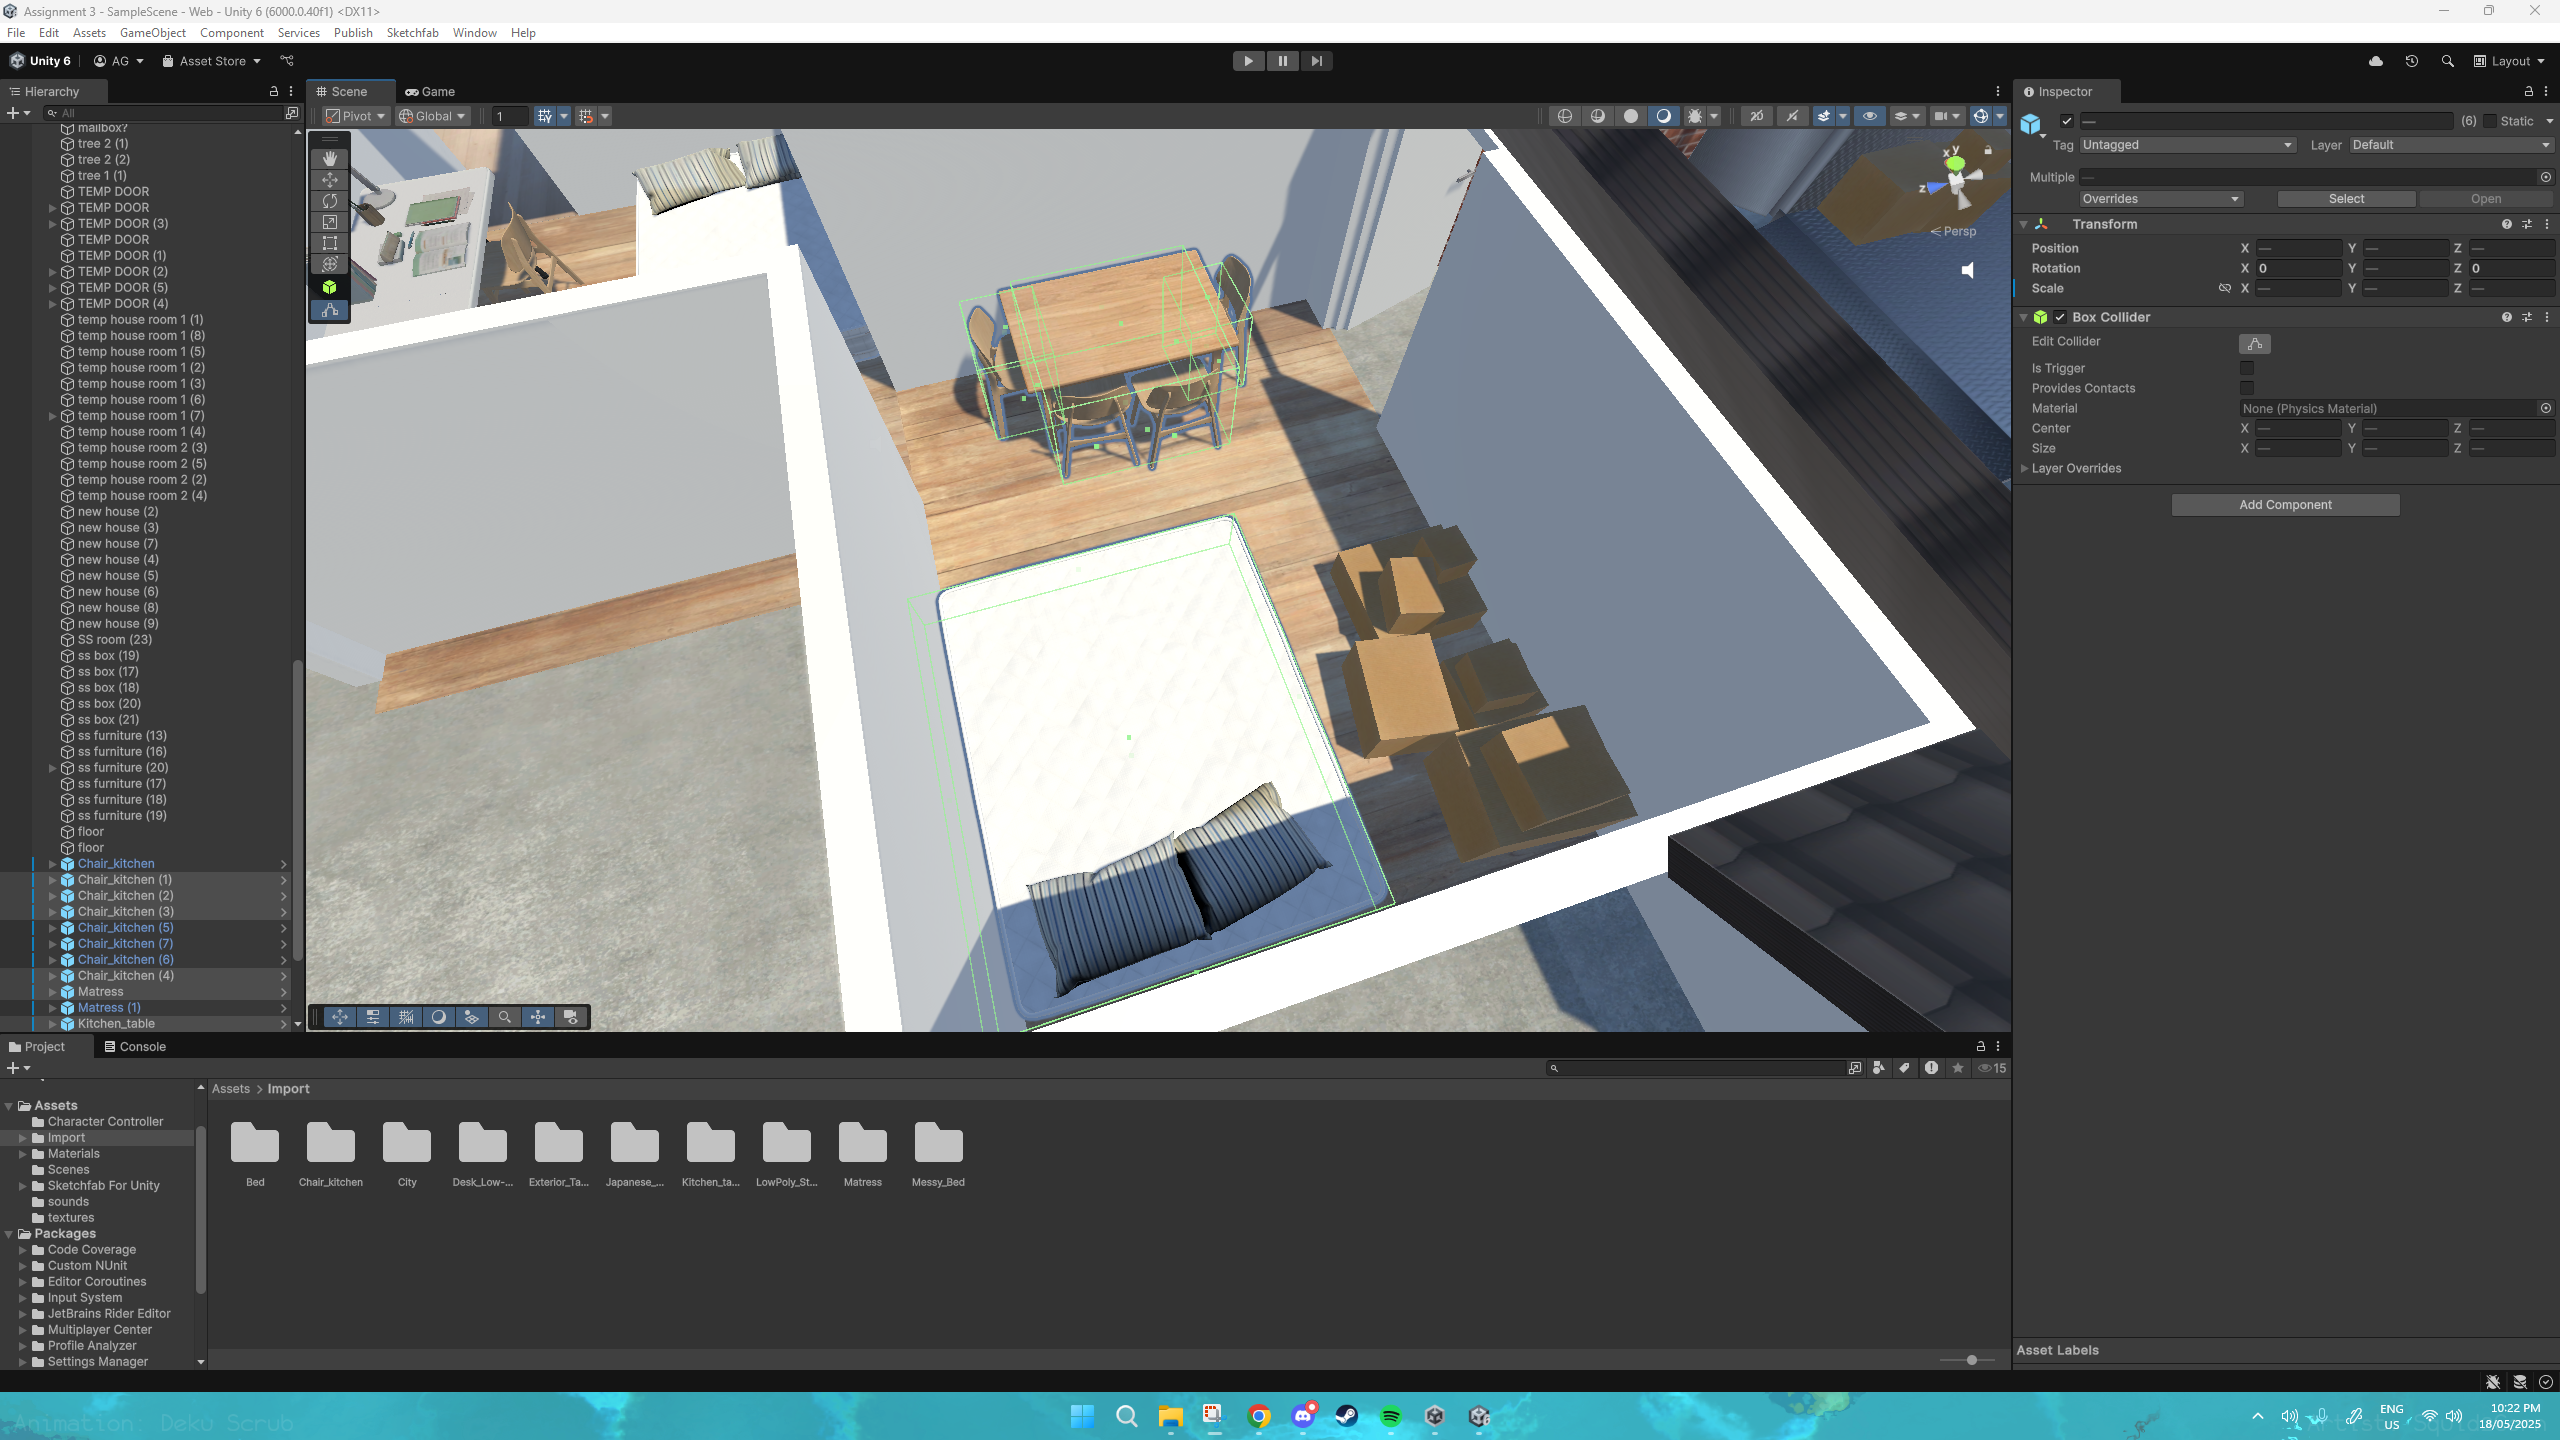 Assignment 3 - SampleScene - Web - Unity 6 (6000.0.40f1) <DX11>
File Edit Assets GameObject Component Services Publish Sketchfab Window Help
Unity 6 AG Asset Store Layout
Hierarchy
All
mailbox?
tree 2 (1)
tree 2 (2)
tree 1 (1)
TEMP DOOR
TEMP DOOR
TEMP DOOR (3)
TEMP DOOR
TEMP DOOR (1)
TEMP DOOR (2)
TEMP DOOR (5)
TEMP DOOR (4)
temp house room 1 (1)
temp house room 1 (8)
temp house room 1 (5)
temp house room 1 (2)
temp house room 1 (3)
temp house room 1 (6)
temp house room 1 (7)
temp house room 1 (4)
temp house room 2 (3)
temp house room 2 (5)
temp house room 2 (2)
temp house room 2 (4)
new house (2)
new house (3)
new house (7)
new house (4)
new house (5)
new house (6)
new house (8)
new house (9)
SS room (23)
ss box (19)
ss box (17)
ss box (18)
ss box (20)
ss box (21)
ss furniture (13)
ss furniture (16)
ss furniture (20)
ss furniture (17)
ss furniture (18)
ss furniture (19)
floor
floor
Chair_kitchen
Chair_kitchen (1)
Chair_kitchen (2)
Chair_kitchen (3)
Chair_kitchen (5)
Chair_kitchen (7)
Chair_kitchen (6)
Chair_kitchen (4)
Matress
Matress (1)
Kitchen_table
Scene Game
Pivot Global 1 2D
x y z
Persp
Inspector
— (6) Static
Tag Untagged Layer Default
Multiple —
Overrides Select Open
Transform
Position X — Y — Z —
Rotation X 0 Y — Z 0
Scale X — Y — Z —
Box Collider
Edit Collider
Is Trigger
Provides Contacts
Material None (Physics Material)
Center X — Y — Z —
Size X — Y — Z —
Layer Overrides
Add Component
Asset Labels
Project Console
15
Assets
Character Controller
Import
Materials
Scenes
Sketchfab For Unity
sounds
textures
Packages
Code Coverage
Custom NUnit
Editor Coroutines
Input System
JetBrains Rider Editor
Multiplayer Center
Profile Analyzer
Settings Manager
Assets > Import
Bed Chair_kitchen City Desk_Low-... Exterior_Ta... Japanese_... Kitchen_ta... LowPoly_St... Matress Messy_Bed
Animation: Deku Scrub
ENG
US
10:22 PM
18/05/2025